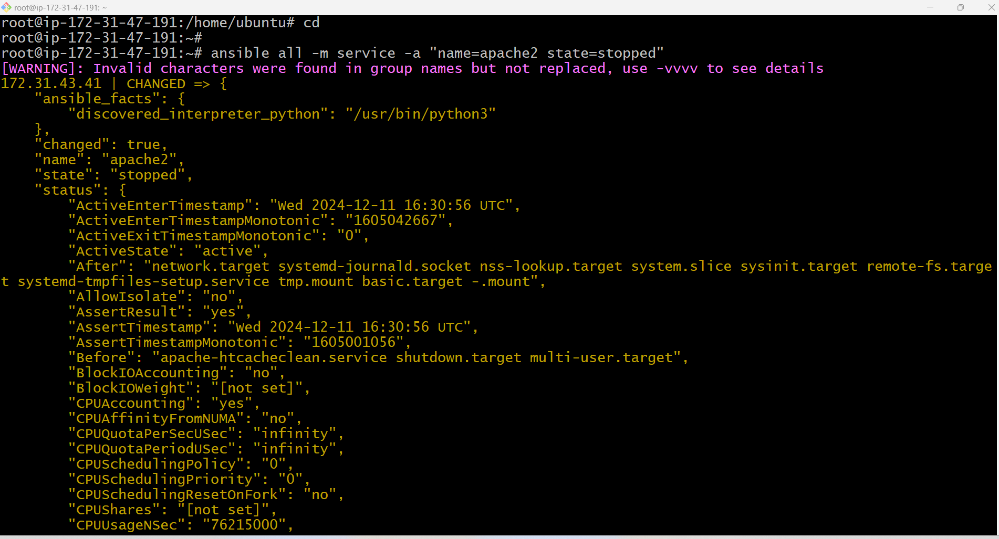 root@ip-172-31-47-191: ~
root@ip-172-31-47-191:/home/ubuntu# cd
root@ip-172-31-47-191:~#
root@ip-172-31-47-191:~# ansible all -m service -a "name=apache2 state=stopped"
[WARNING]: Invalid characters were found in group names but not replaced, use -vvvv to see details
172.31.43.41 | CHANGED => {
    "ansible_facts": {
        "discovered_interpreter_python": "/usr/bin/python3"
    },
    "changed": true,
    "name": "apache2",
    "state": "stopped",
    "status": {
        "ActiveEnterTimestamp": "Wed 2024-12-11 16:30:56 UTC",
        "ActiveEnterTimestampMonotonic": "1605042667",
        "ActiveExitTimestampMonotonic": "0",
        "ActiveState": "active",
        "After": "network.target systemd-journald.socket nss-lookup.target system.slice sysinit.target remote-fs.targe
t systemd-tmpfiles-setup.service tmp.mount basic.target -.mount",
        "AllowIsolate": "no",
        "AssertResult": "yes",
        "AssertTimestamp": "Wed 2024-12-11 16:30:56 UTC",
        "AssertTimestampMonotonic": "1605001056",
        "Before": "apache-htcacheclean.service shutdown.target multi-user.target",
        "BlockIOAccounting": "no",
        "BlockIOWeight": "[not set]",
        "CPUAccounting": "yes",
        "CPUAffinityFromNUMA": "no",
        "CPUQuotaPerSecUSec": "infinity",
        "CPUQuotaPeriodUSec": "infinity",
        "CPUSchedulingPolicy": "0",
        "CPUSchedulingPriority": "0",
        "CPUSchedulingResetOnFork": "no",
        "CPUShares": "[not set]",
        "CPUUsageNSec": "76215000",